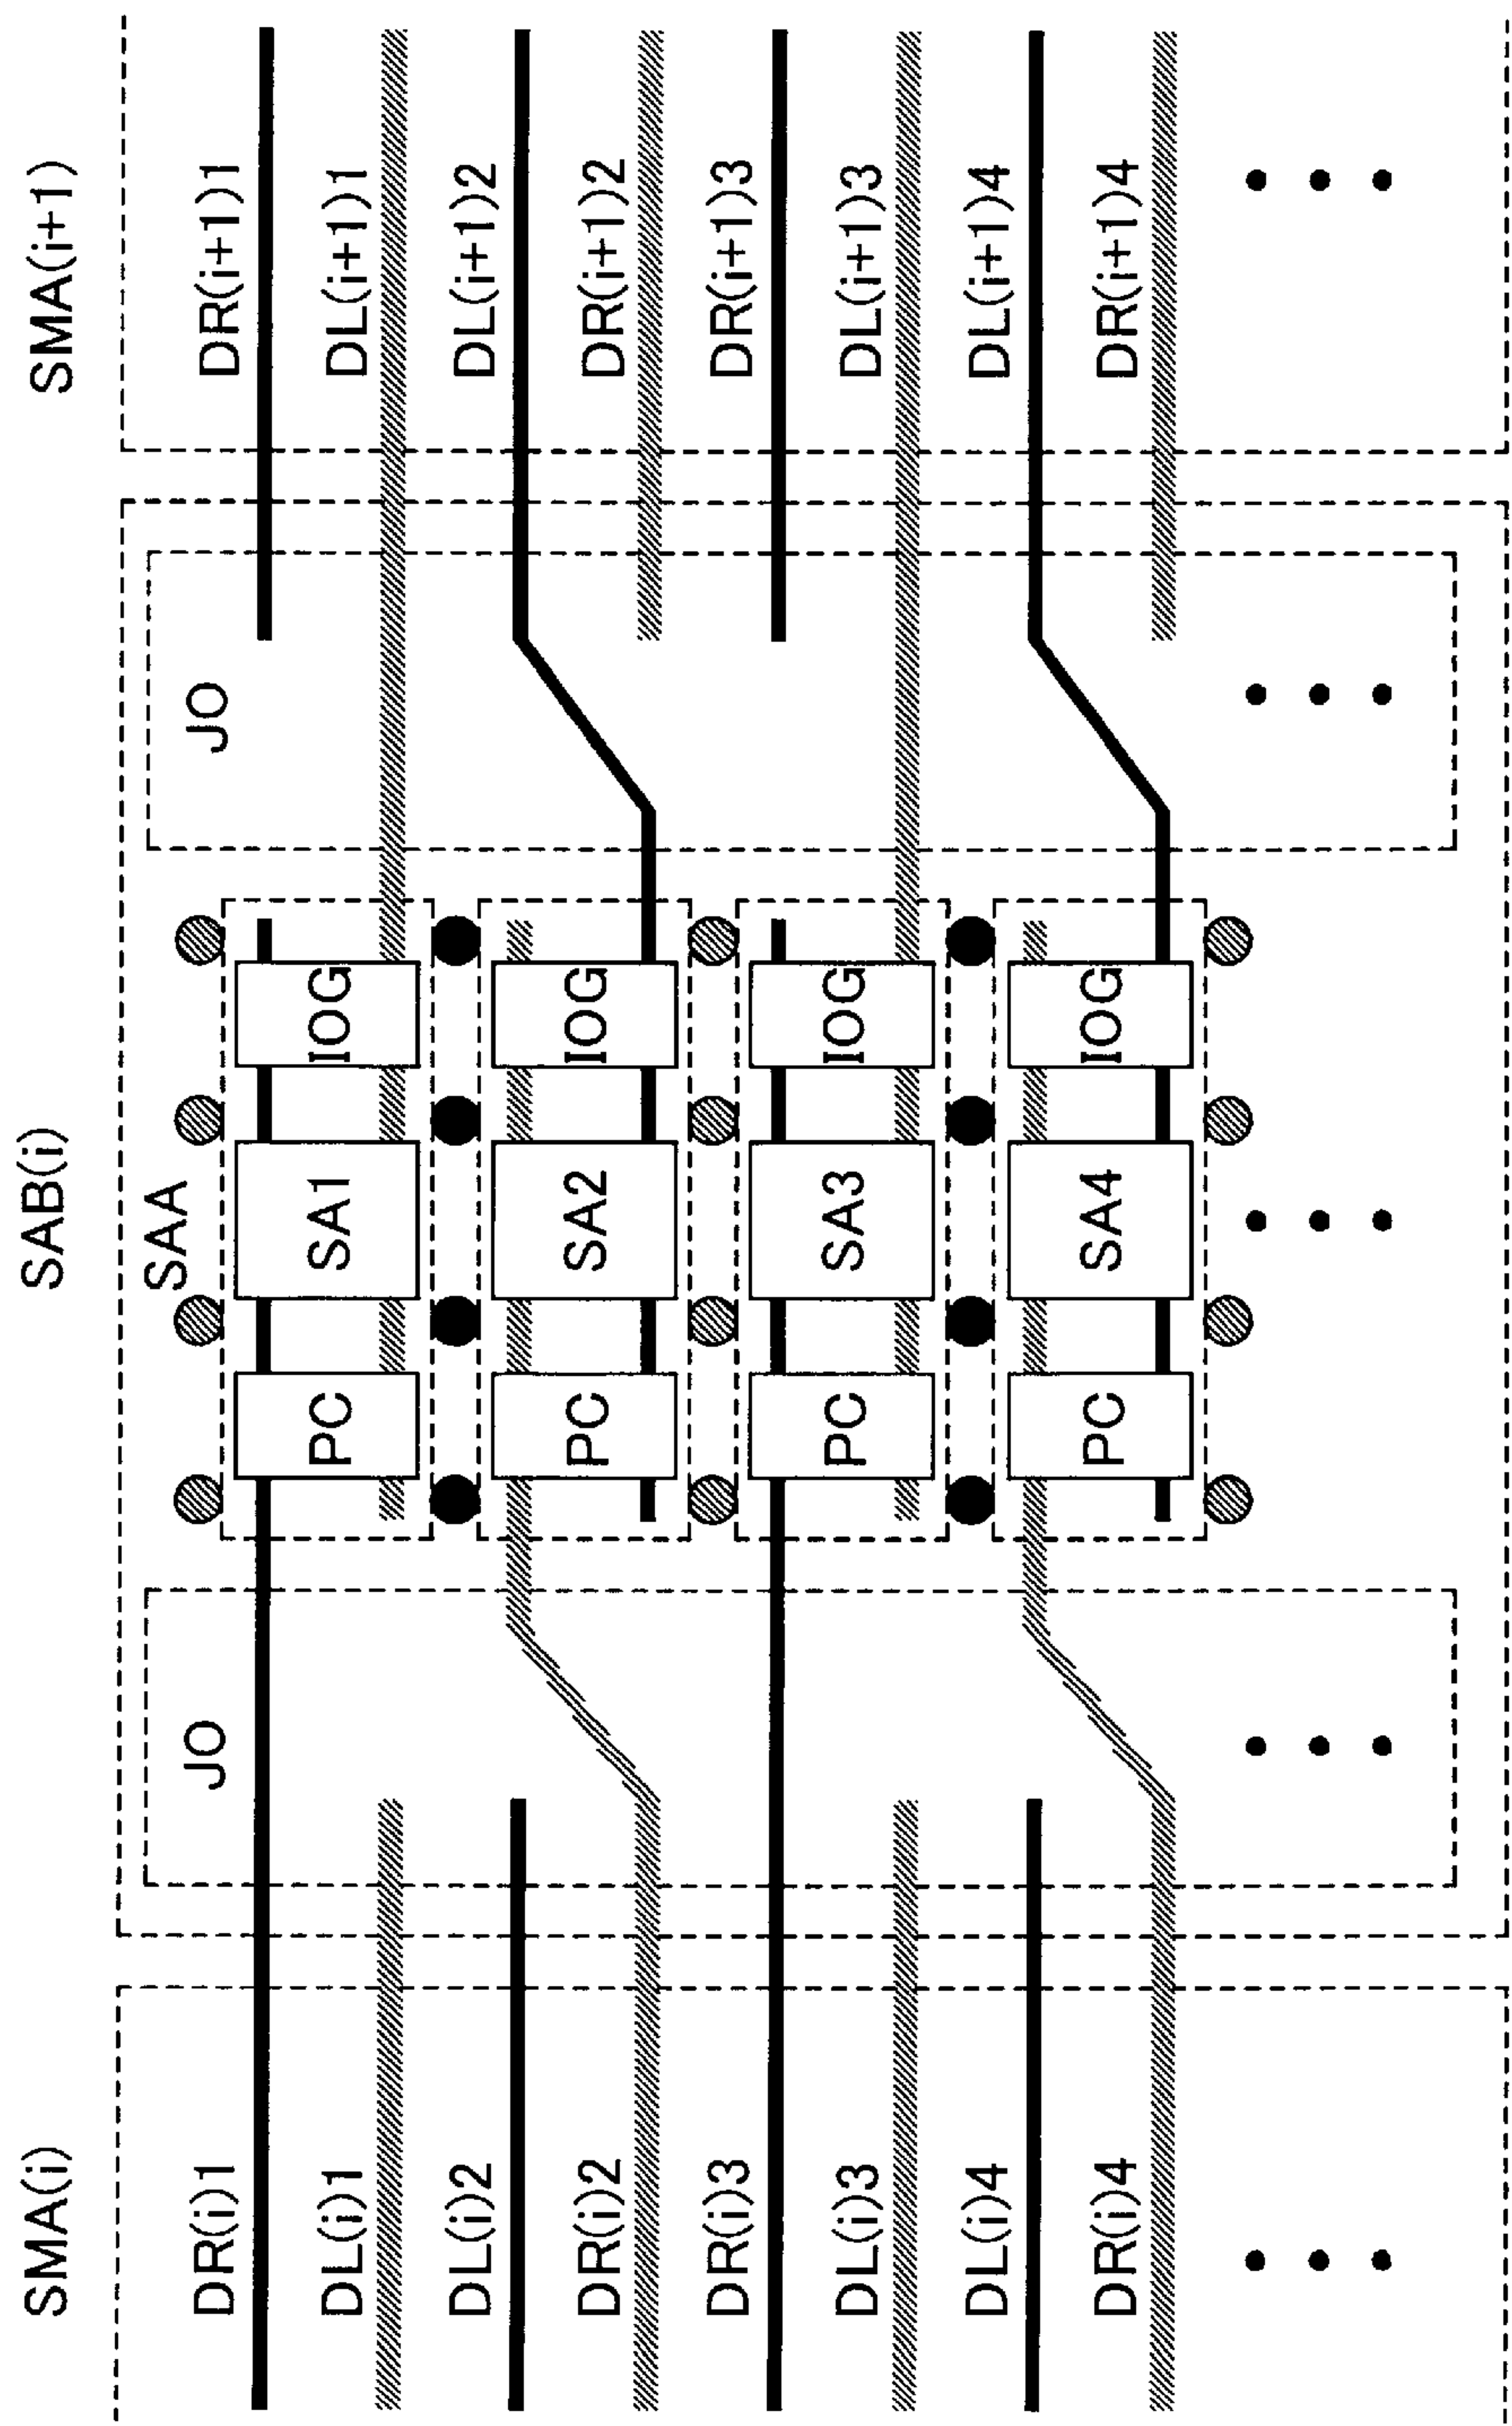 SMA(i)
SAB(i)
SMA(i+1)
SAA
JO
JO
DR(i)1
PC
SA1
IOG
DR(i+1)1
DL(i)1
DL(i+1)1
DL(i)2
PC
SA2
IOG
DL(i+1)2
DR(i)2
DR(i+1)2
DR(i)3
PC
SA3
IOG
DR(i+1)3
DL(i)3
DL(i+1)3
DL(i)4
PC
SA4
IOG
DL(i+1)4
DR(i)4
DR(i+1)4